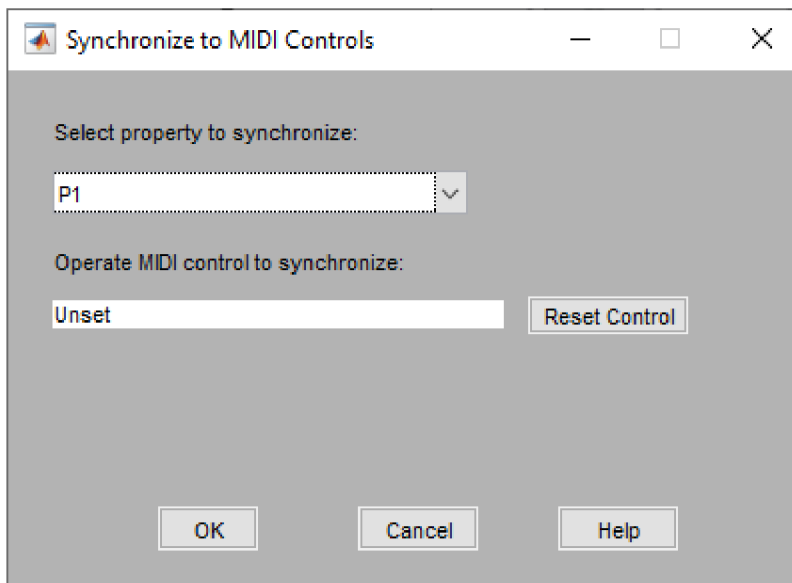 Synchronize to MIDI Controls
Select property to synchronize:
P1
Operate MIDI control to synchronize:
Unset
Reset Control
OK
Cancel
Help